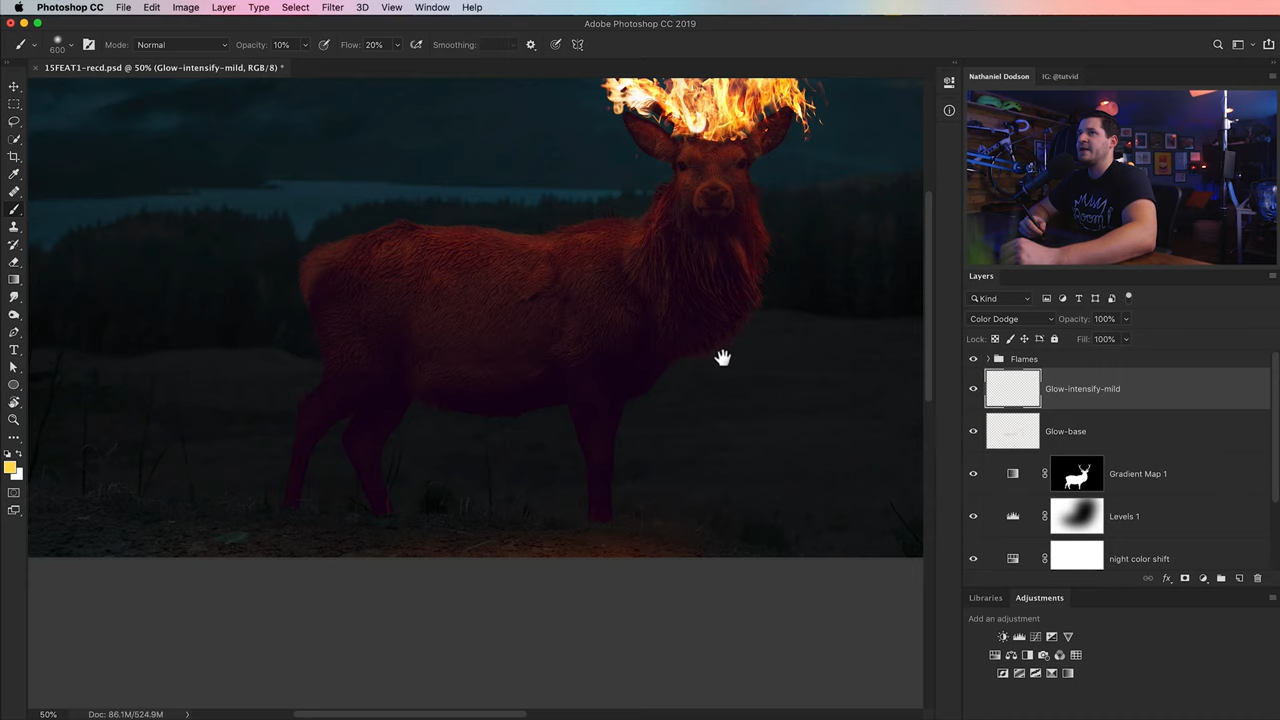 Photoshop CC File Edit Image Layer Type Select Filter 3D View Window Help
Adobe Photoshop CC 2019
600 Mode: Normal Opacity: 10% Flow: 20% Smoothing:
15FEAT1-recd.psd @ 50% (Glow-intensify-mild, RGB/8) *
Nathaniel Dodson IG: @tutvid
BOOM!
Layers
Kind
Color Dodge Opacity: 100%
Lock: Fill: 100%
Flames
Glow-intensify-mild
Glow-base
Gradient Map 1
Levels 1
night color shift
fx
Libraries Adjustments
Add an adjustment
50% Doc: 86.1M/524.9M